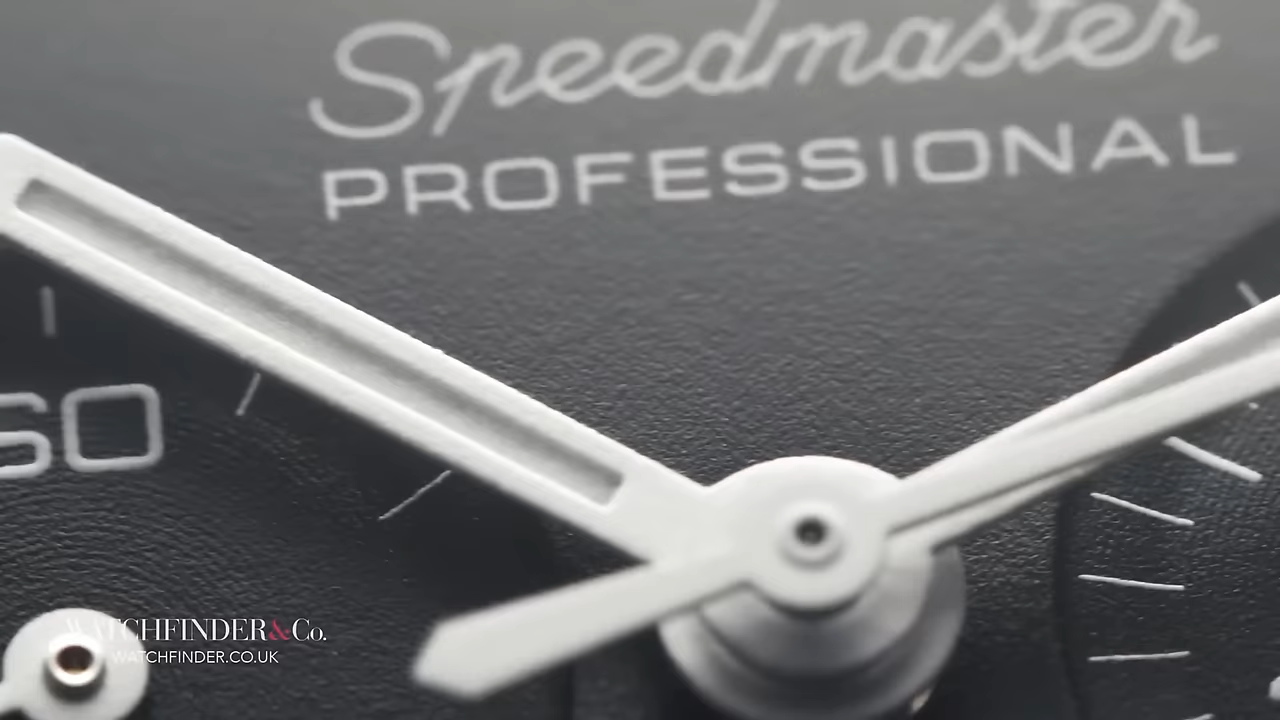 Speedmaster
PROFESSIONAL
60
WATCHFINDER&Co.
WATCHFINDER.CO.UK